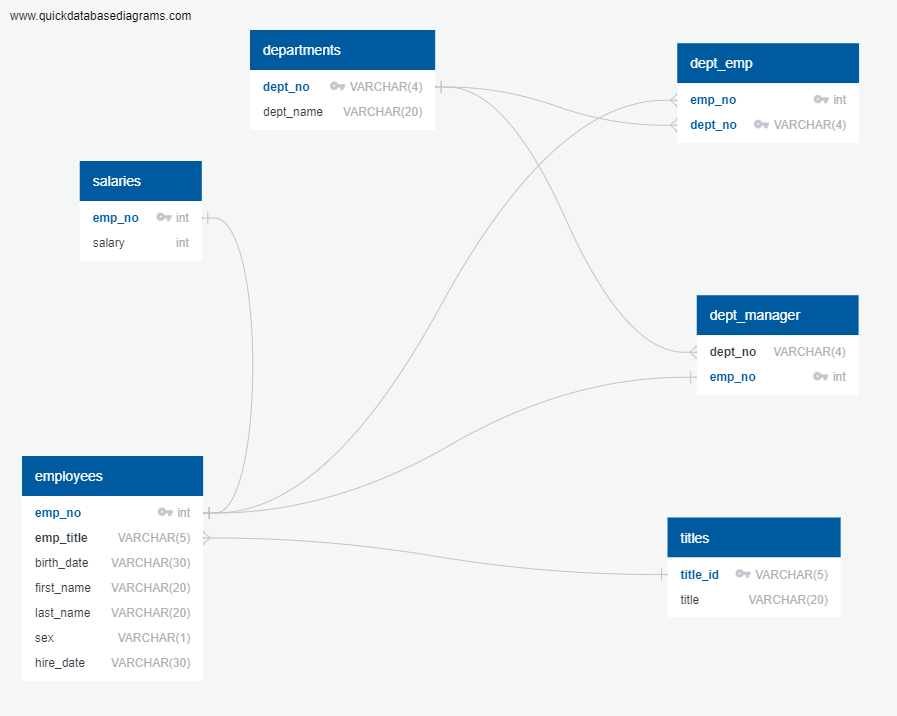 www.quickdatabasediagrams.com
departments
dept_no VARCHAR(4)
dept_name VARCHAR(20)
dept_emp
emp_no int
dept_no VARCHAR(4)
salaries
emp_no int
salary int
dept_manager
dept_no VARCHAR(4)
emp_no int
employees
emp_no int
emp_title VARCHAR(5)
birth_date VARCHAR(30)
first_name VARCHAR(20)
last_name VARCHAR(20)
sex VARCHAR(1)
hire_date VARCHAR(30)
titles
title_id VARCHAR(5)
title VARCHAR(20)